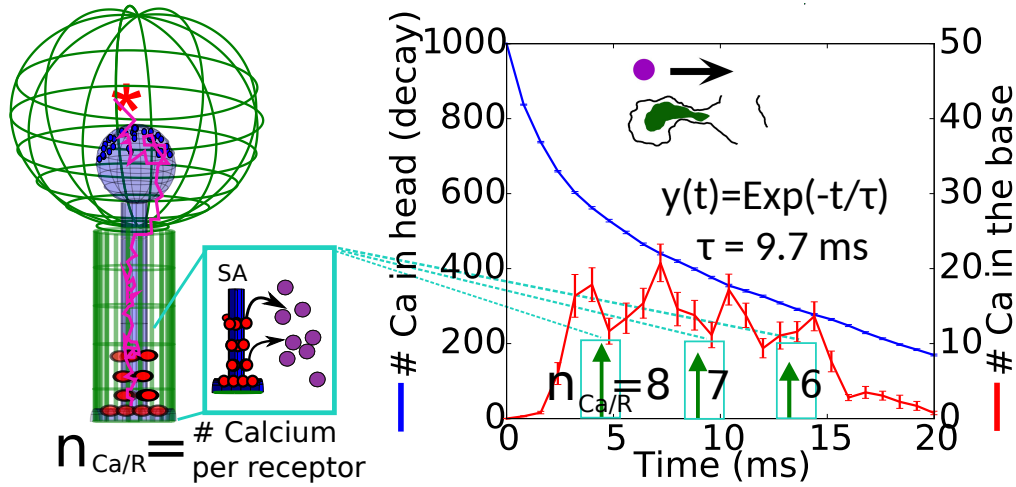 *
SA
n Ca/R = # Calcium
per receptor
# Ca in head (decay)
1000
800
600
400
200
0
y(t)=Exp(-t/τ)
τ = 9.7 ms
n Ca/R =8 7 6
0 5 10 15 20
Time (ms)
50
40
30
20
10
0
# Ca in the base